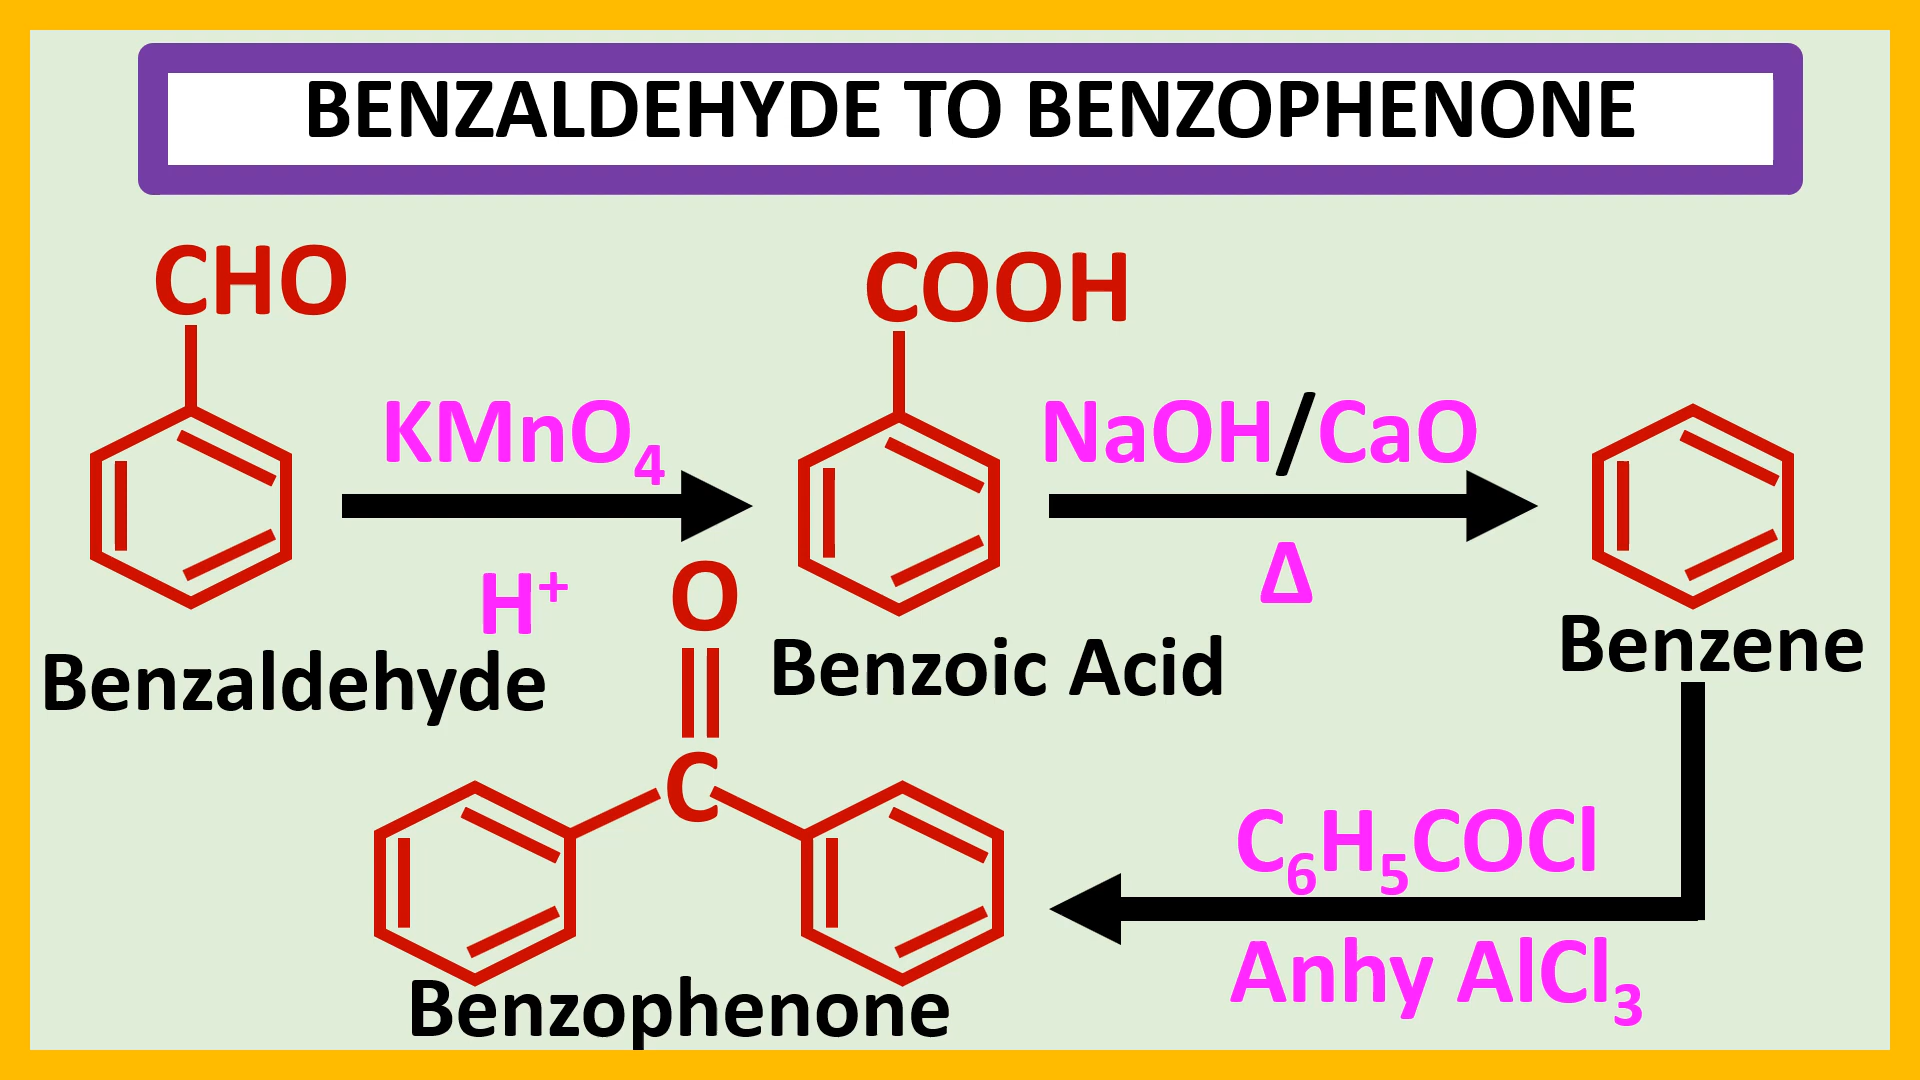 BENZALDEHYDE TO BENZOPHENONE
CHO
COOH
KMnO₄
NaOH/CaO
H⁺
Δ
Benzaldehyde
Benzoic Acid
Benzene
O
C
C₆H₅COCl
Anhy AlCl₃
Benzophenone